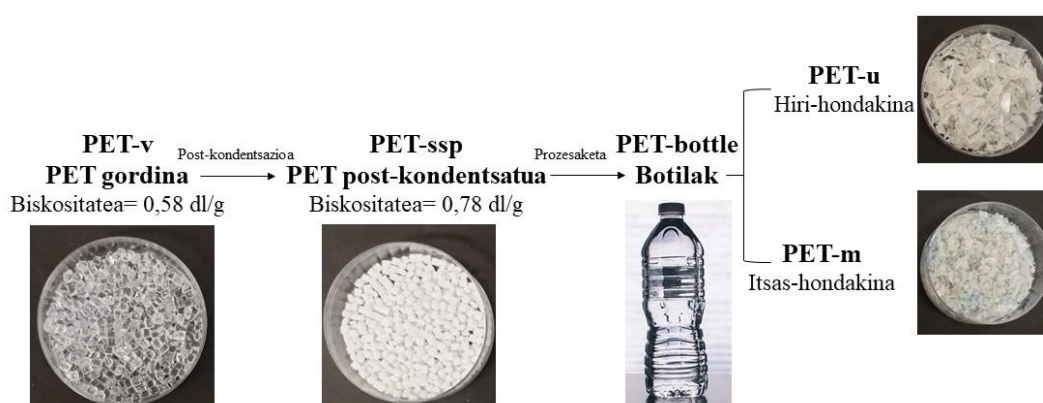 PET-v
PET gordina
Biskositatea= 0,58 dl/g
Post-kondentsazioa
PET-ssp
PET post-kondentsatua
Biskositatea= 0,78 dl/g
Prozesaketa
PET-bottle
Botilak
PET-u
Hiri-hondakina
PET-m
Itsas-hondakina